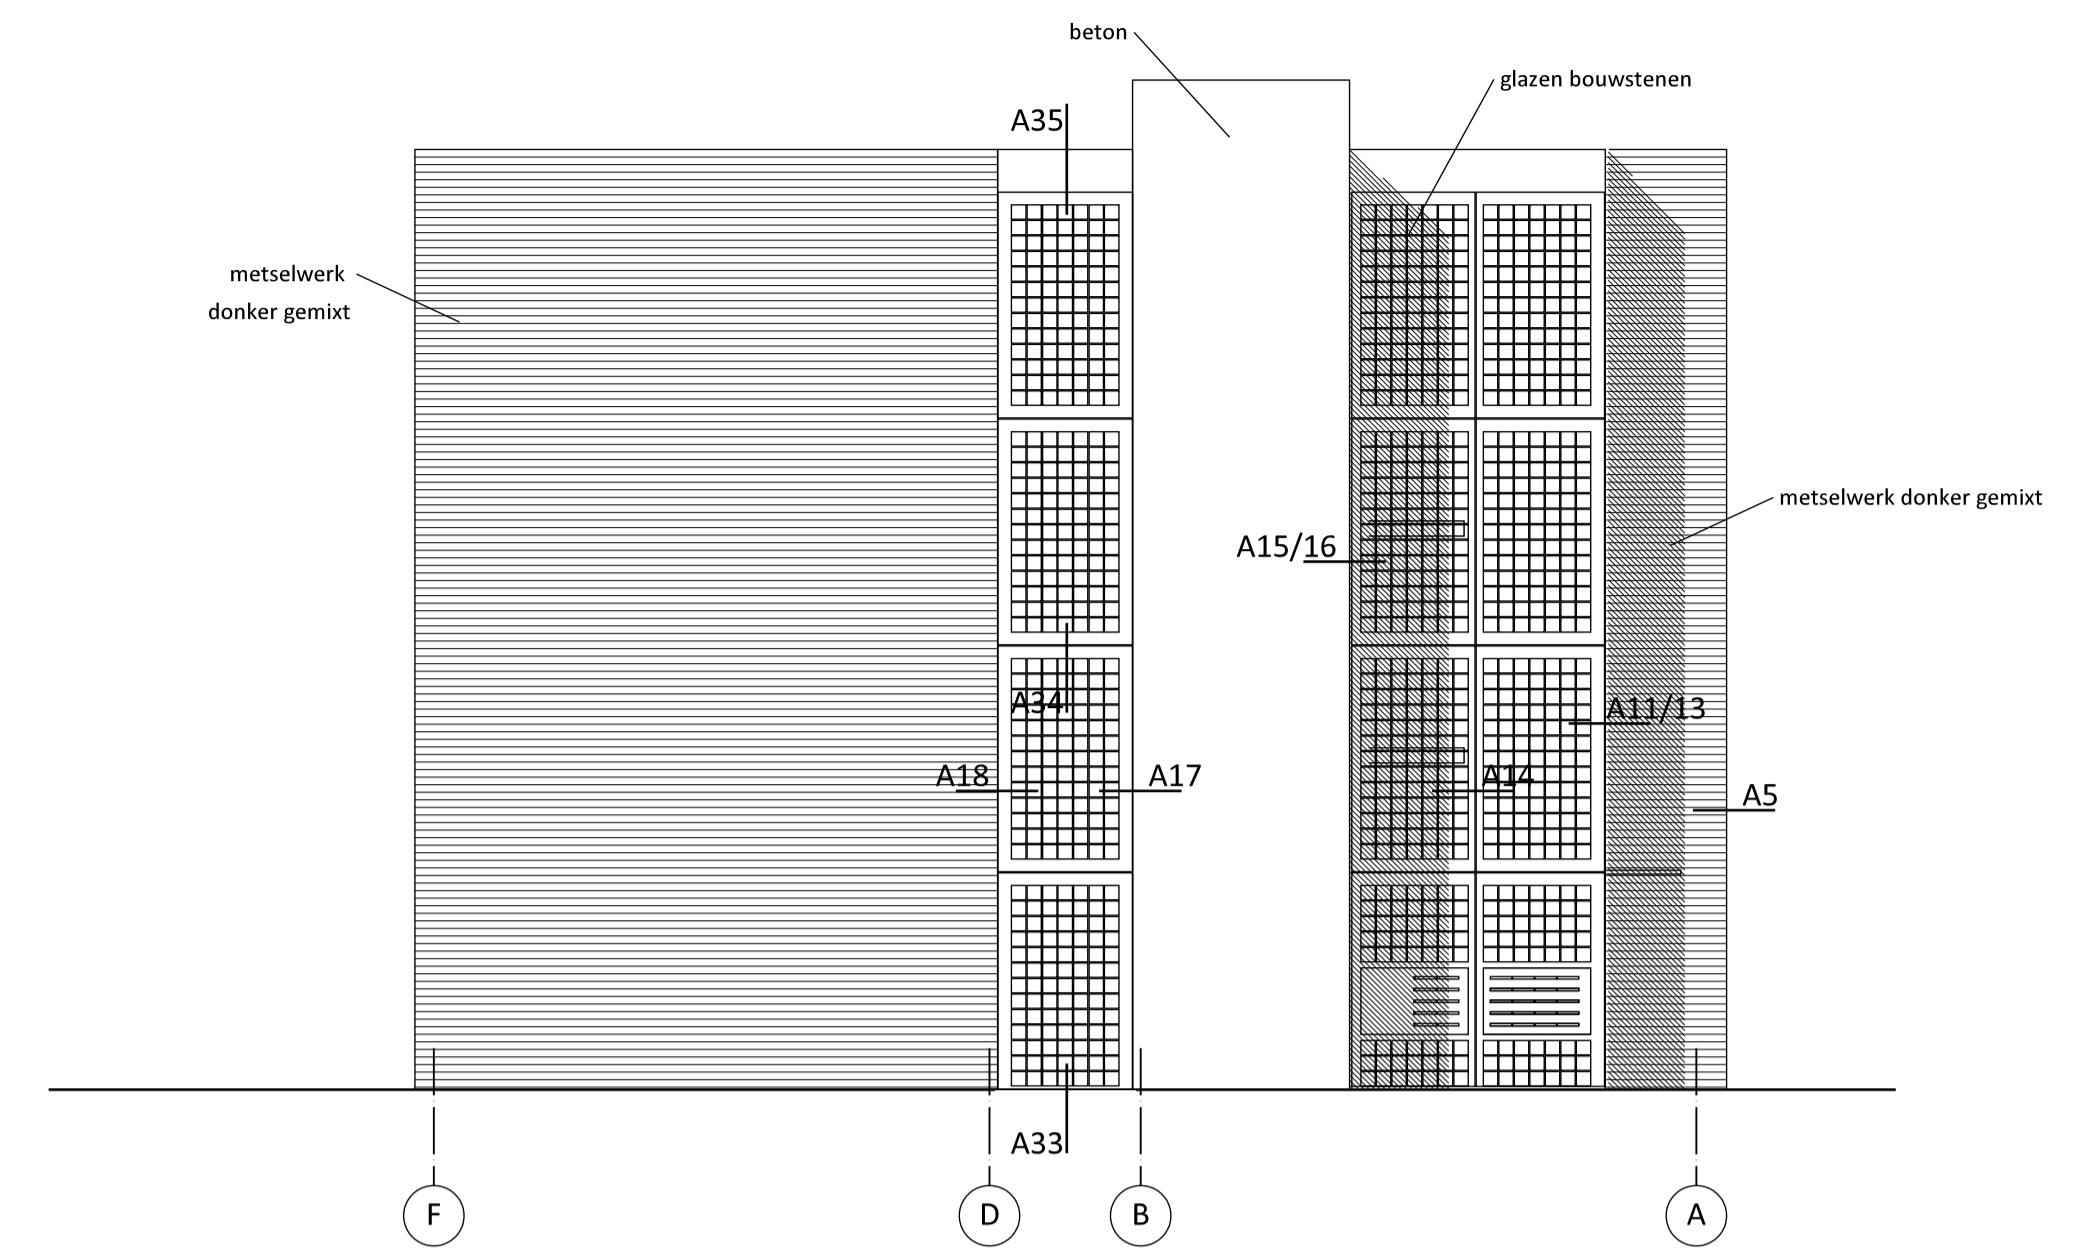 beton
glazen bouwstenen
A35
metselwerk
donker gemixt
metselwerk donker gemixt
A15/16
A34
A11/13
A18
A17
A14
A5
A33
F
D
B
A